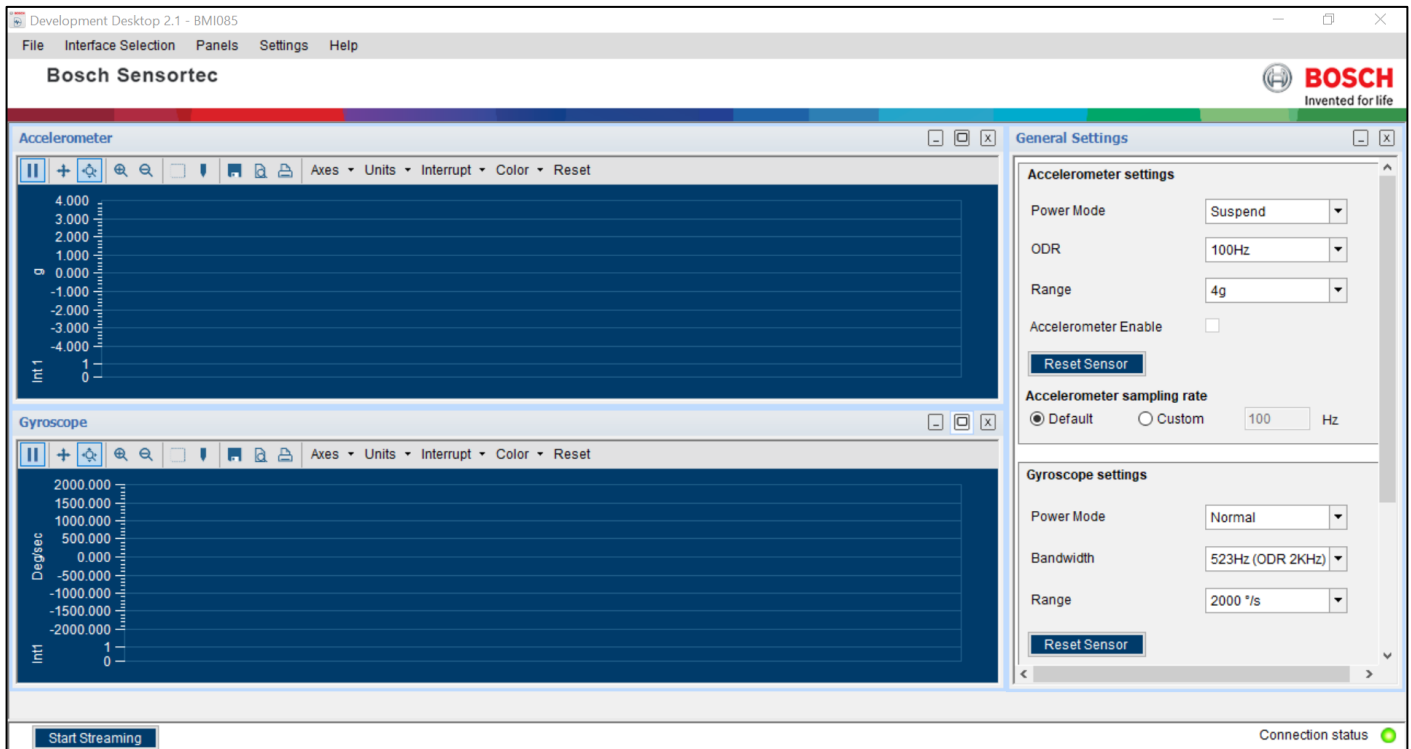 Development Desktop 2.1 - BMI085
File Interface Selection Panels Settings Help
Bosch Sensortec
BOSCH
Invented for life
Accelerometer
Axes Units Interrupt Color Reset
4.000
3.000
2.000
1.000
0.000
-1.000
-2.000
-3.000
-4.000
g
1
0
Int 1
Gyroscope
Axes Units Interrupt Color Reset
2000.000
1500.000
1000.000
500.000
0.000
-500.000
-1000.000
-1500.000
-2000.000
Deg/sec
1
0
Int1
General Settings
Accelerometer settings
Power Mode Suspend
ODR 100Hz
Range 4g
Accelerometer Enable
Reset Sensor
Accelerometer sampling rate
Default Custom 100 Hz
Gyroscope settings
Power Mode Normal
Bandwidth 523Hz (ODR 2KHz)
Range 2000 °/s
Reset Sensor
Start Streaming
Connection status